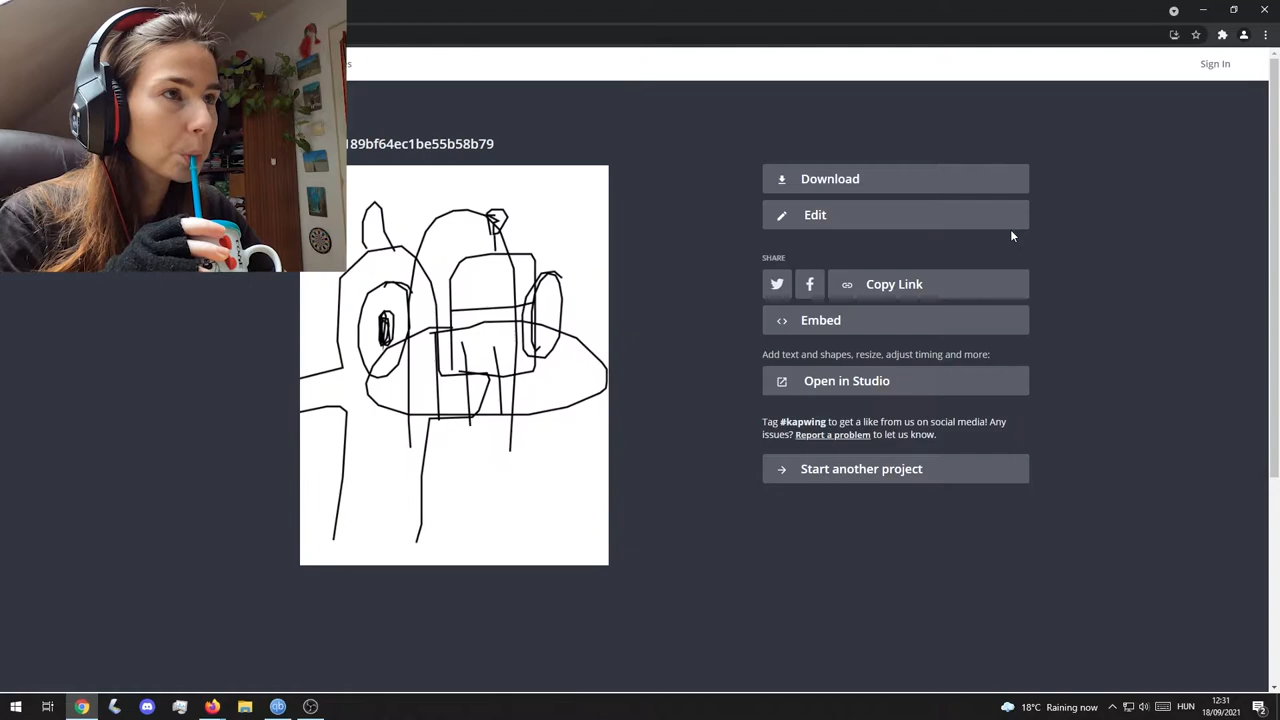 s
Sign In
189bf64ec1be55b58b79
Download
Edit
SHARE
Copy Link
Embed
Add text and shapes, resize, adjust timing and more:
Open in Studio
Tag #kapwing to get a like from us on social media! Any
issues? Report a problem to let us know.
Start another project
18°C Raining now
HUN
12:31
18/09/2021
2